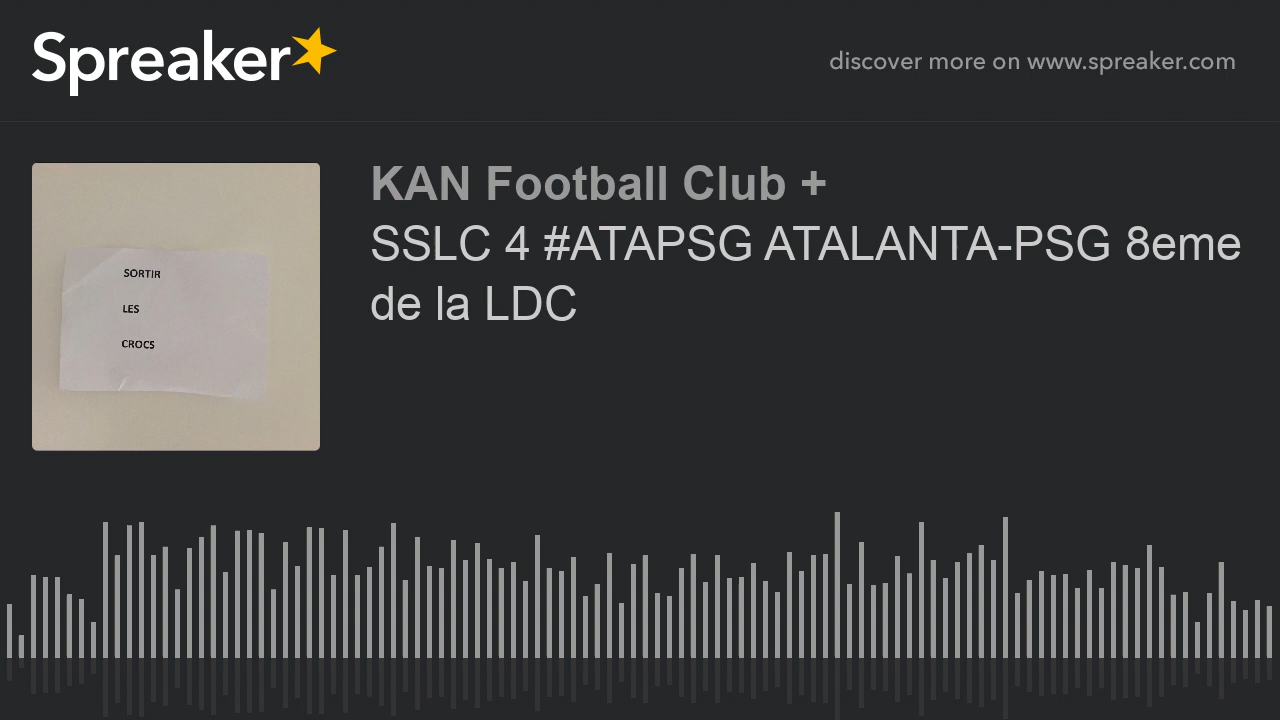 Spreaker
discover more on www.spreaker.com
KAN Football Club +
SSLC 4 #ATAPSG ATALANTA-PSG 8eme
de la LDC
SORTIR
LES
CROCS